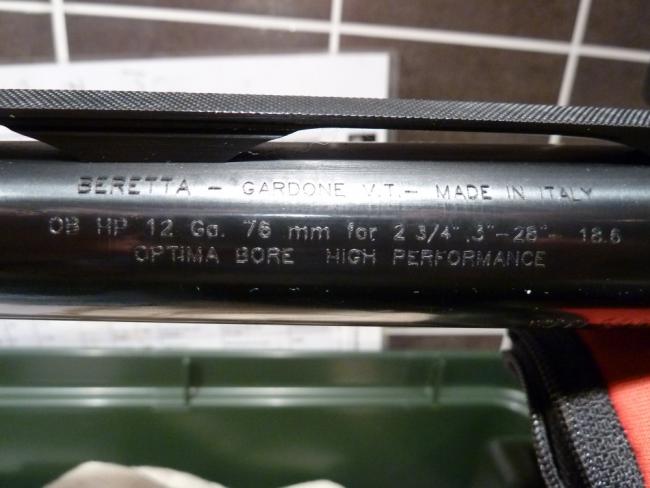 BERETTA - GARDONE V.T.- MADE IN ITALY
OB HP 12 Ga. 76 mm for 2 3/4".3"-28"- 18.6
OPTIMA BORE HIGH PERFORMANCE